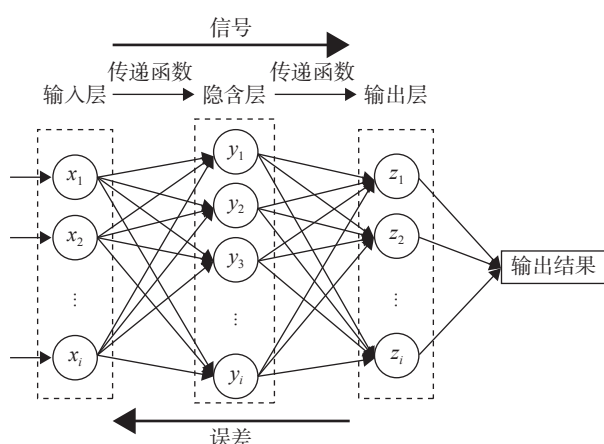 信号
传递函数 传递函数
输入层 隐含层 输出层
y₁
x₁ z₁
y₂
x₂ z₂
y₃
输出结果
⋮ ⋮ ⋮
xᵢ zᵢ
yᵢ
误差